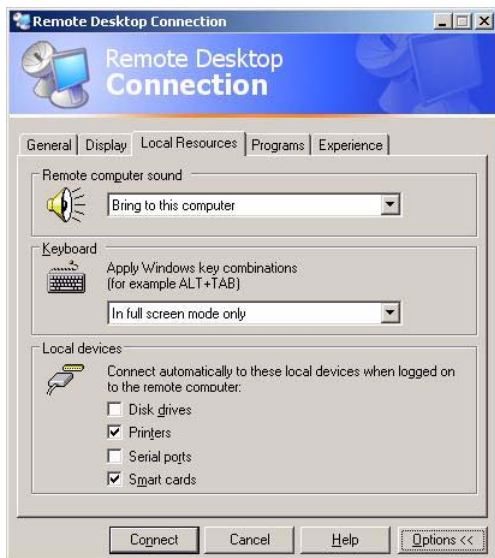 Remote Desktop Connection
Remote Desktop
Connection
General Display Local Resources Programs Experience
Remote computer sound
Bring to this computer
Keyboard
Apply Windows key combinations
(for example ALT+TAB)
In full screen mode only
Local devices
Connect automatically to these local devices when logged on
to the remote computer:
Disk drives
Printers
Serial ports
Smart cards
Connect Cancel Help Options <<